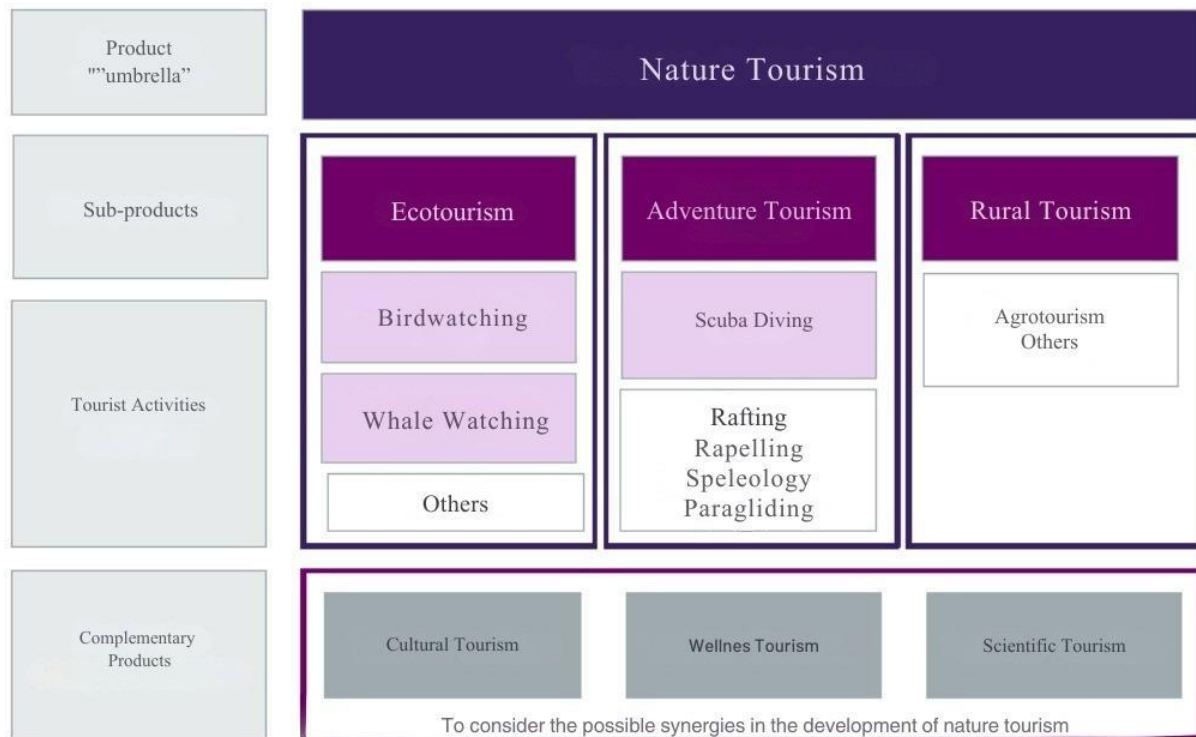 Product
"”umbrella”
Nature Tourism
Sub-products
Ecotourism
Adventure Tourism
Rural Tourism
Tourist Activities
Birdwatching
Whale Watching
Others
Scuba Diving
Rafting
Rapelling
Speleology
Paragliding
Agrotourism
Others
Complementary
Products
Cultural Tourism
Wellnes Tourism
Scientific Tourism
To consider the possible synergies in the development of nature tourism